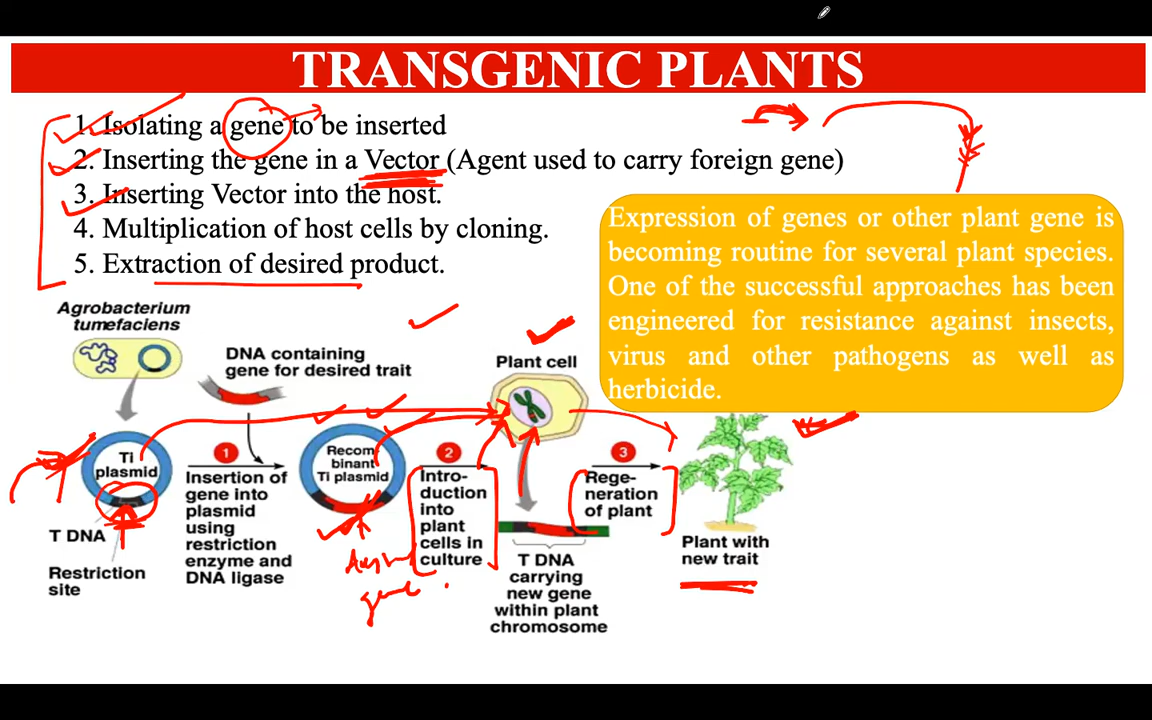 TRANSGENIC PLANTS
1. Isolating a gene to be inserted
2. Inserting the gene in a Vector (Agent used to carry foreign gene)
3. Inserting Vector into the host.
4. Multiplication of host cells by cloning.
5. Extraction of desired product.
Expression of genes or other plant gene is
becoming routine for several plant species.
One of the successful approaches has been
engineered for resistance against insects,
virus and other pathogens as well as
herbicide.
Agrobacterium
tumefaciens
DNA containing
gene for desired trait
Plant cell
Ti
plasmid
1
Insertion of
gene into
plasmid
using
restriction
enzyme and
DNA ligase
T DNA
Restriction
site
Recom
binant
Ti plasmid
2
Intro-
duction
into
plant
cells in
culture
gene
T DNA
carrying
new gene
within plant
chromosome
3
Rege-
neration
of plant
Plant with
new trait